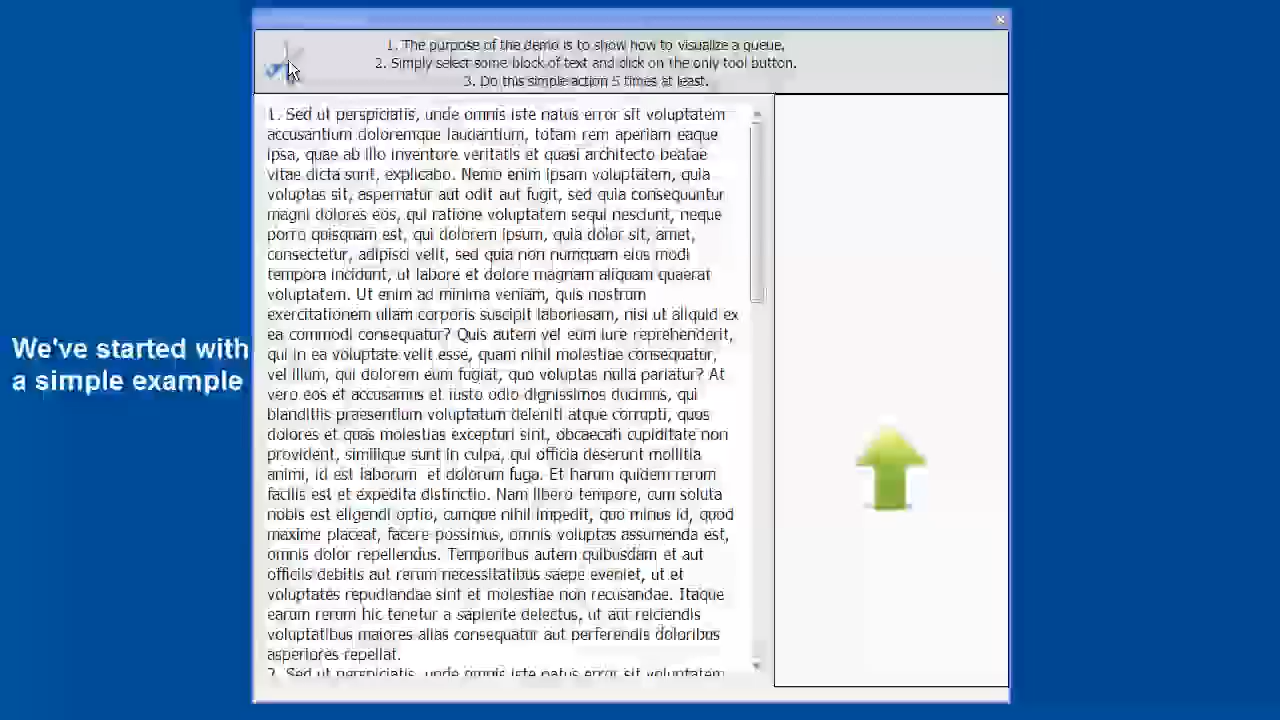 1. The purpose of the demo is to show how to visualize a queue.
2. Simply select some block of text and click on the only tool button.
3. Do this simple action 5 times at least.
We've started with
a simple example
1. Sed ut perspiciatis, unde omnis iste natus error sit voluptatem
accusantium doloremque laudantium, totam rem aperiam eaque
ipsa, quae ab illo inventore veritatis et quasi architecto beatae
vitae dicta sunt, explicabo. Nemo enim ipsam voluptatem, quia
voluptas sit, aspernatur aut odit aut fugit, sed quia consequuntur
magni dolores eos, qui ratione voluptatem sequi nesciunt, neque
porro quisquam est, qui dolorem ipsum, quia dolor sit, amet,
consectetur, adipisci velit, sed quia non numquam eius modi
tempora incidunt, ut labore et dolore magnam aliquam quaerat
voluptatem. Ut enim ad minima veniam, quis nostrum
exercitationem ullam corporis suscipit laboriosam, nisi ut aliquid ex
ea commodi consequatur? Quis autem vel eum iure reprehenderit,
qui in ea voluptate velit esse, quam nihil molestiae consequatur,
vel illum, qui dolorem eum fugiat, quo voluptas nulla pariatur? At
vero eos et accusamus et iusto odio dignissimos ducimus, qui
blanditiis praesentium voluptatum deleniti atque corrupti, quos
dolores et quas molestias excepturi sint, obcaecati cupiditate non
provident, similique sunt in culpa, qui officia deserunt mollitia
animi, id est laborum et dolorum fuga. Et harum quidem rerum
facilis est et expedita distinctio. Nam libero tempore, cum soluta
nobis est eligendi optio, cumque nihil impedit, quo minus id, quod
maxime placeat, facere possimus, omnis voluptas assumenda est,
omnis dolor repellendus. Temporibus autem quibusdam et aut
officiis debitis aut rerum necessitatibus saepe eveniet, ut et
voluptates repudiandae sint et molestiae non recusandae. Itaque
earum rerum hic tenetur a sapiente delectus, ut aut reiciendis
voluptatibus maiores alias consequatur aut perferendis doloribus
asperiores repellat.
2. Sed ut perspiciatis, unde omnis iste natus error sit voluptatem